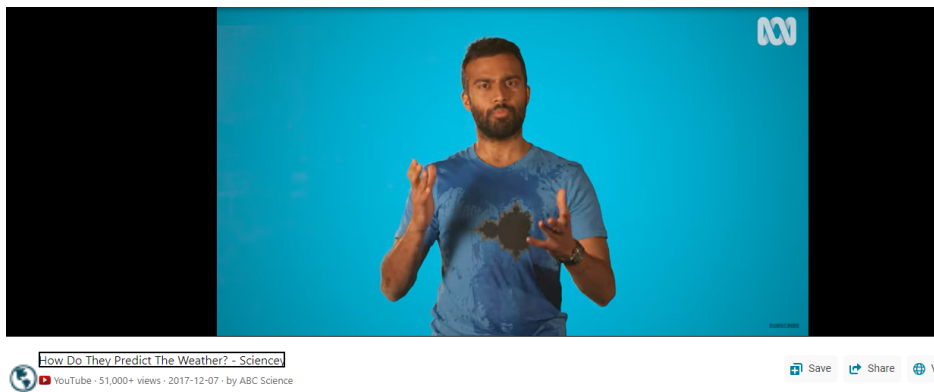 SUBSCRIBE
How Do They Predict The Weather? - Sciencey
YouTube · 51,000+ views · 2017-12-07 · by ABC Science
Save
Share
V